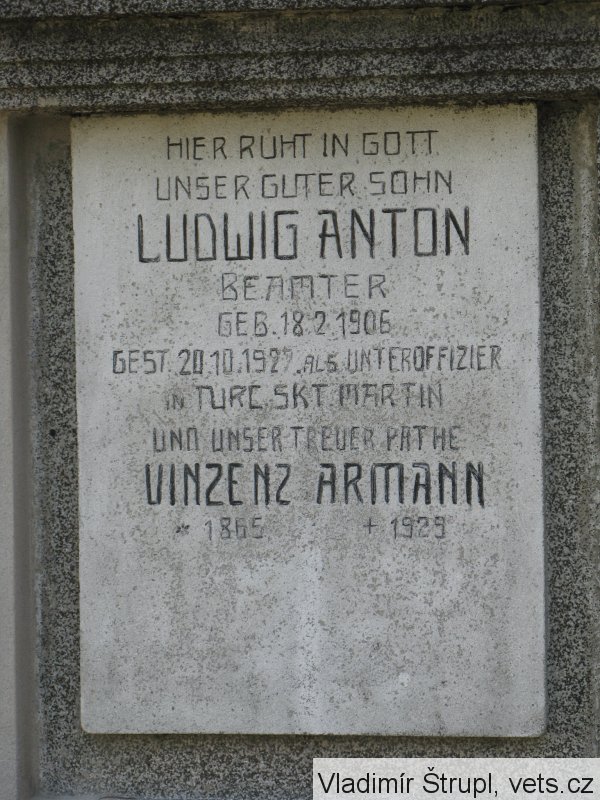 HIER RUHT IN GOTT
UNSER GUTER SOHN
LUDWIG ANTON
BEAMTER
GEB. 18.2.1906
GEST. 20.10.1927. ALS UNTEROFFIZIER
IN TURC. SKT. MARTIN
UND UNSER TREUER PATHE
VINZENZ ARMANN
* 1865 + 1929
Vladimír Štrupl, vets.cz